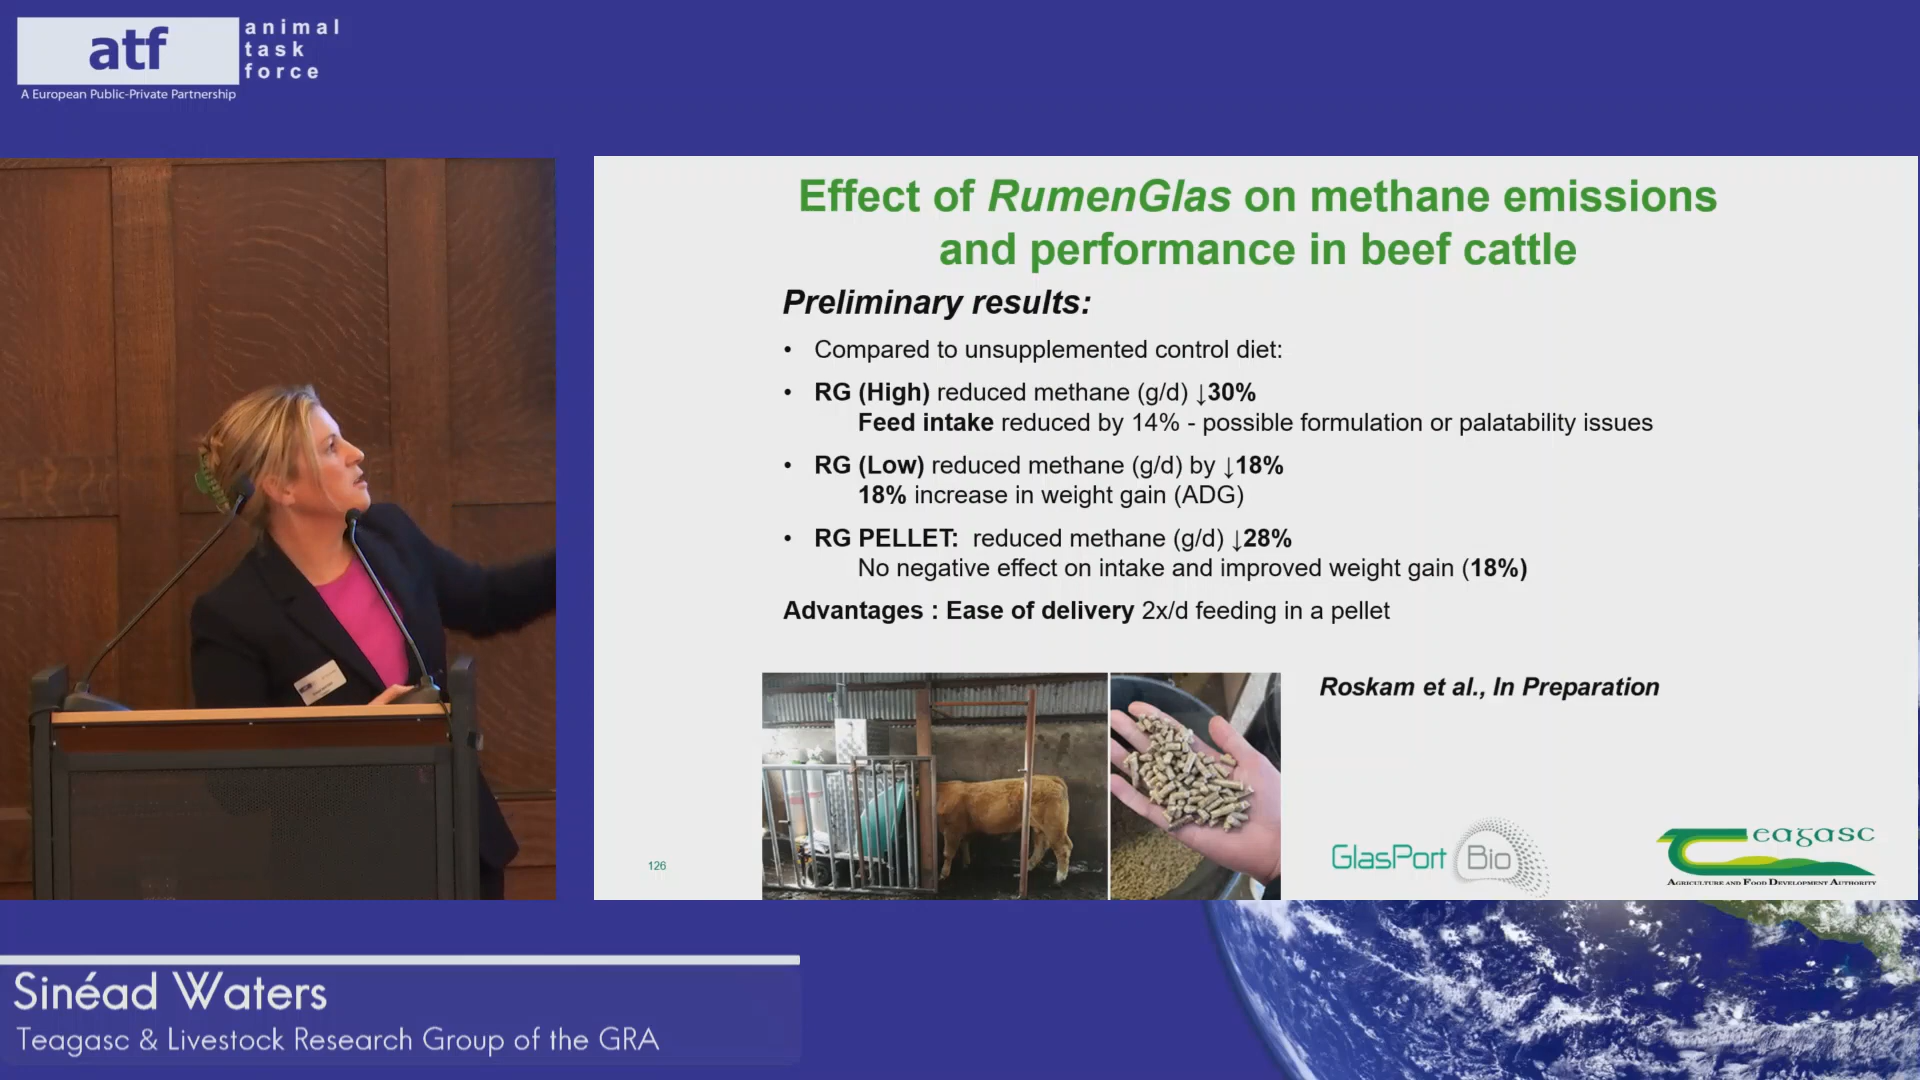 atf
animal
task
force
A European Public-Private Partnership
Effect of RumenGlas on methane emissions
and performance in beef cattle
Preliminary results:
• Compared to unsupplemented control diet:
• RG (High) reduced methane (g/d) ↓30%
Feed intake reduced by 14% - possible formulation or palatability issues
• RG (Low) reduced methane (g/d) by ↓18%
18% increase in weight gain (ADG)
• RG PELLET: reduced methane (g/d) ↓28%
No negative effect on intake and improved weight gain (18%)
Advantages : Ease of delivery 2x/d feeding in a pellet
Roskam et al., In Preparation
126
GlasPort Bio
Teagasc
AGRICULTURE AND FOOD DEVELOPMENT AUTHORITY
Sinéad Waters
Teagasc & Livestock Research Group of the GRA